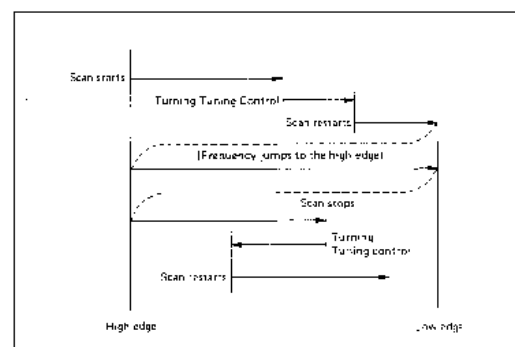 Scan starts
Turning Tuning Control
Scan restarts
(Frequency jumps to the high edge)
Scan stops
Turning
Tuning control
Scan restarts
High edge
Low edge